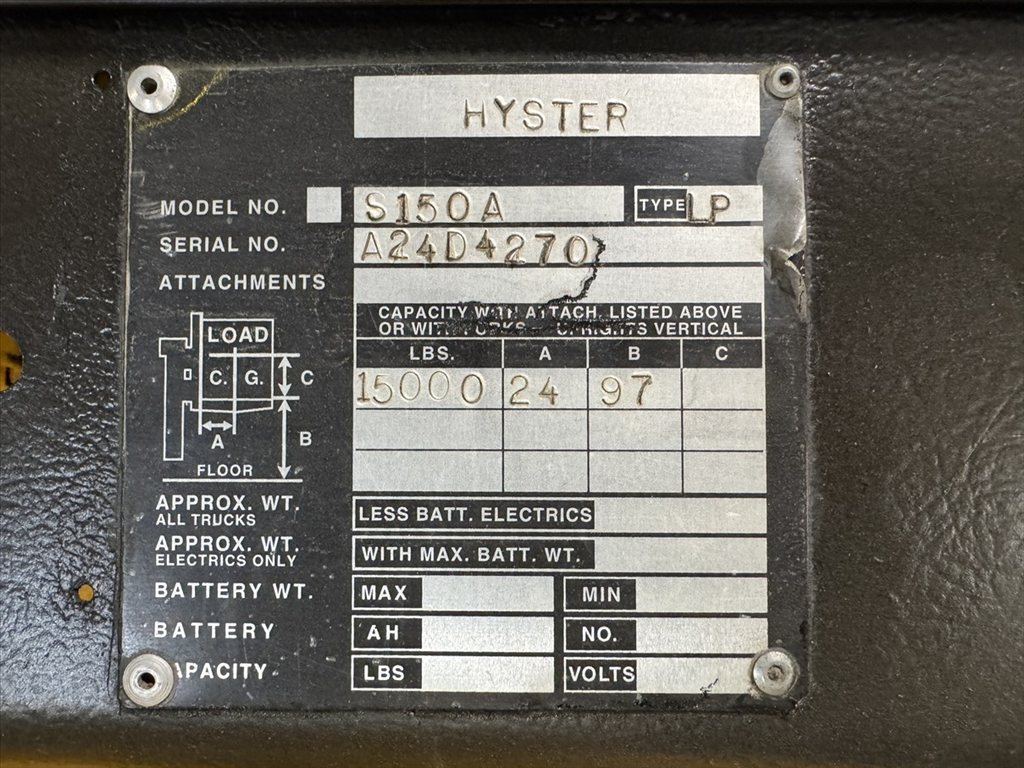 HYSTER
MODEL NO. S150A TYPE LP
SERIAL NO. A24D4270
ATTACHMENTS
CAPACITY WITH ATTACH. LISTED ABOVE
OR WITH FORKS UPRIGHTS VERTICAL
LBS. A B C
15000 24 97
LOAD
C. G. C
A B
FLOOR
APPROX. WT. LESS BATT. ELECTRICS
ALL TRUCKS
APPROX. WT. WITH MAX. BATT. WT.
ELECTRICS ONLY
BATTERY WT. MAX MIN
BATTERY AH NO.
CAPACITY LBS VOLTS